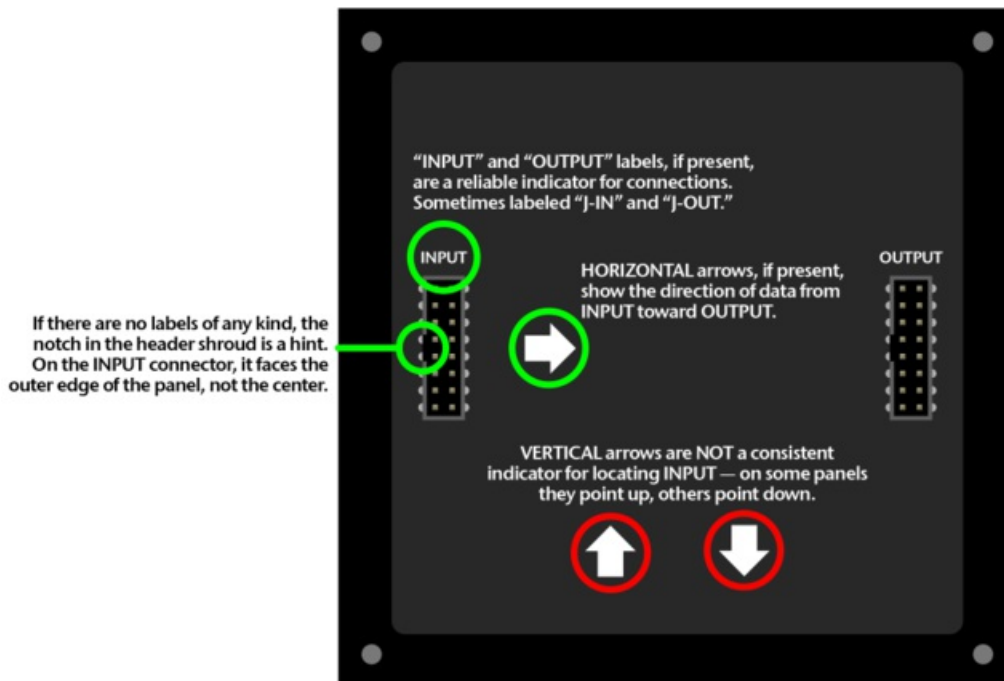 “INPUT” and “OUTPUT” labels, if present,
are a reliable indicator for connections.
Sometimes labeled “J-IN” and “J-OUT.”
INPUT
OUTPUT
HORIZONTAL arrows, if present,
show the direction of data from
INPUT toward OUTPUT.
If there are no labels of any kind, the
notch in the header shroud is a hint.
On the INPUT connector, it faces the
outer edge of the panel, not the center.
VERTICAL arrows are NOT a consistent
indicator for locating INPUT — on some panels
they point up, others point down.